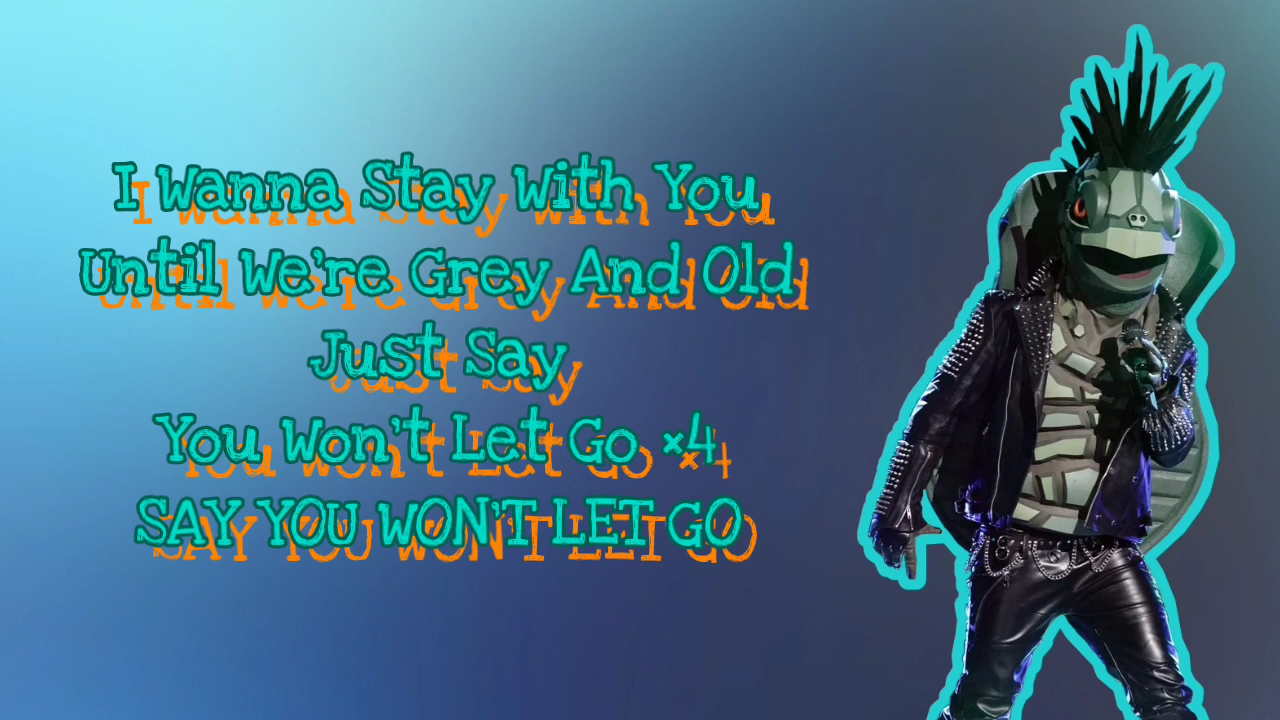 I Wanna Stay With You
Until We're Grey And Old
Just Say
You Won't Let Go ×4
SAY YOU WON'T LET GO